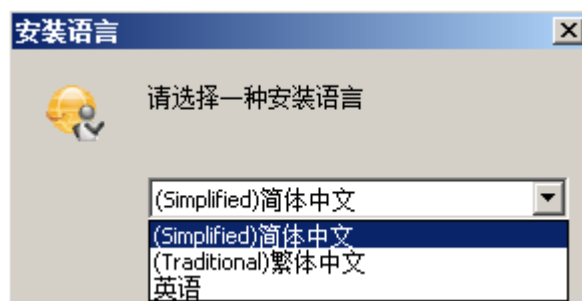 安装语言
请选择一种安装语言
(Simplified)简体中文
(Simplified)简体中文
(Traditional)繁体中文
英语